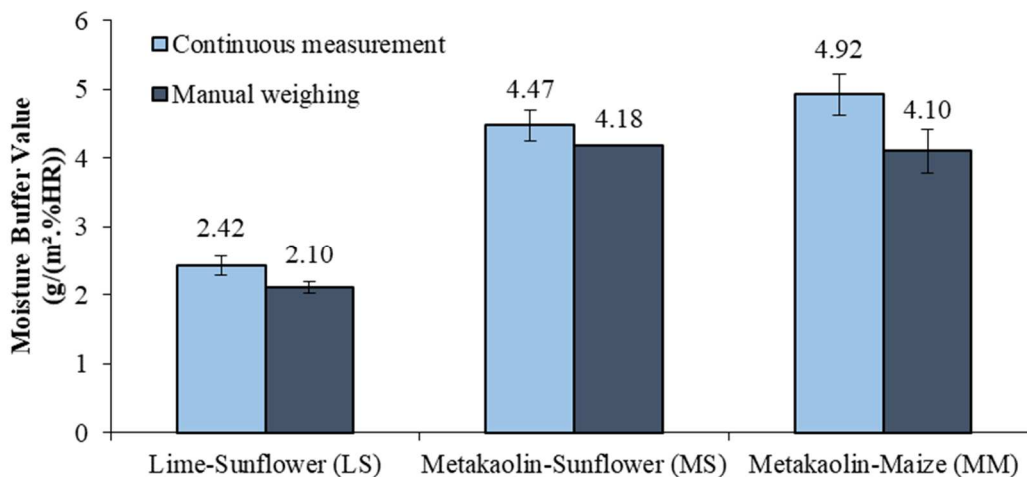 Moisture Buffer Value
(g/(m².%HR))
6
5
4
3
2
1
0
Continuous measurement
Manual weighing
2.42
2.10
4.47
4.18
4.92
4.10
Lime-Sunflower (LS)
Metakaolin-Sunflower (MS)
Metakaolin-Maize (MM)